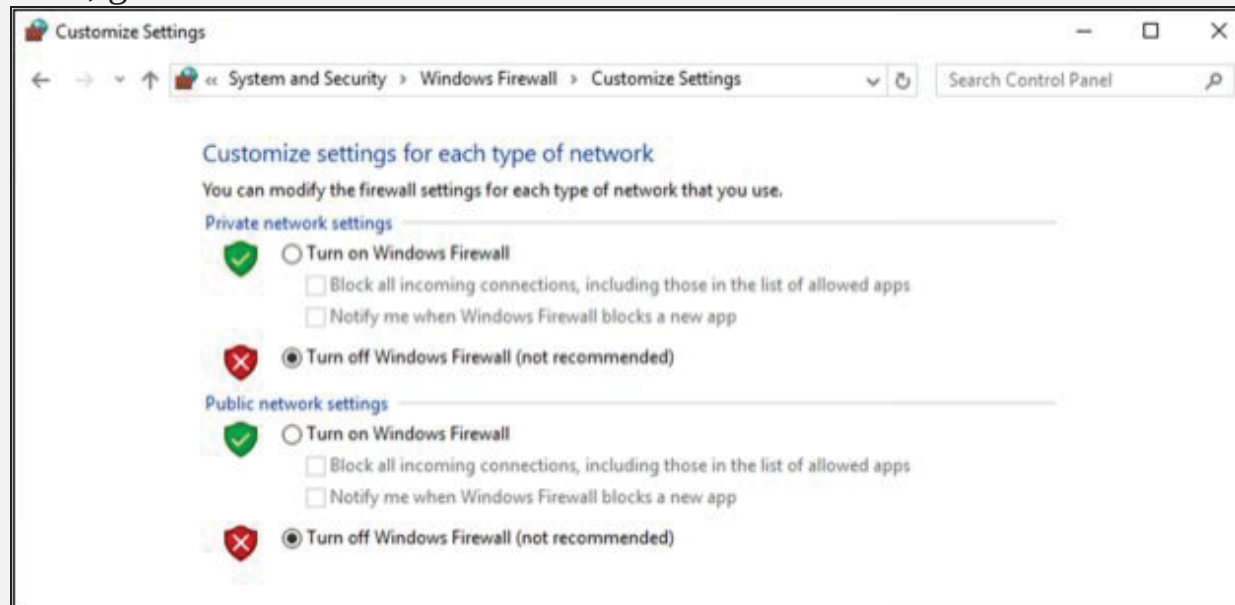 Customize Settings
« System and Security › Windows Firewall › Customize Settings
Search Control Panel
Customize settings for each type of network
You can modify the firewall settings for each type of network that you use.
Private network settings
Turn on Windows Firewall
Block all incoming connections, including those in the list of allowed apps
Notify me when Windows Firewall blocks a new app
Turn off Windows Firewall (not recommended)
Public network settings
Turn on Windows Firewall
Block all incoming connections, including those in the list of allowed apps
Notify me when Windows Firewall blocks a new app
Turn off Windows Firewall (not recommended)